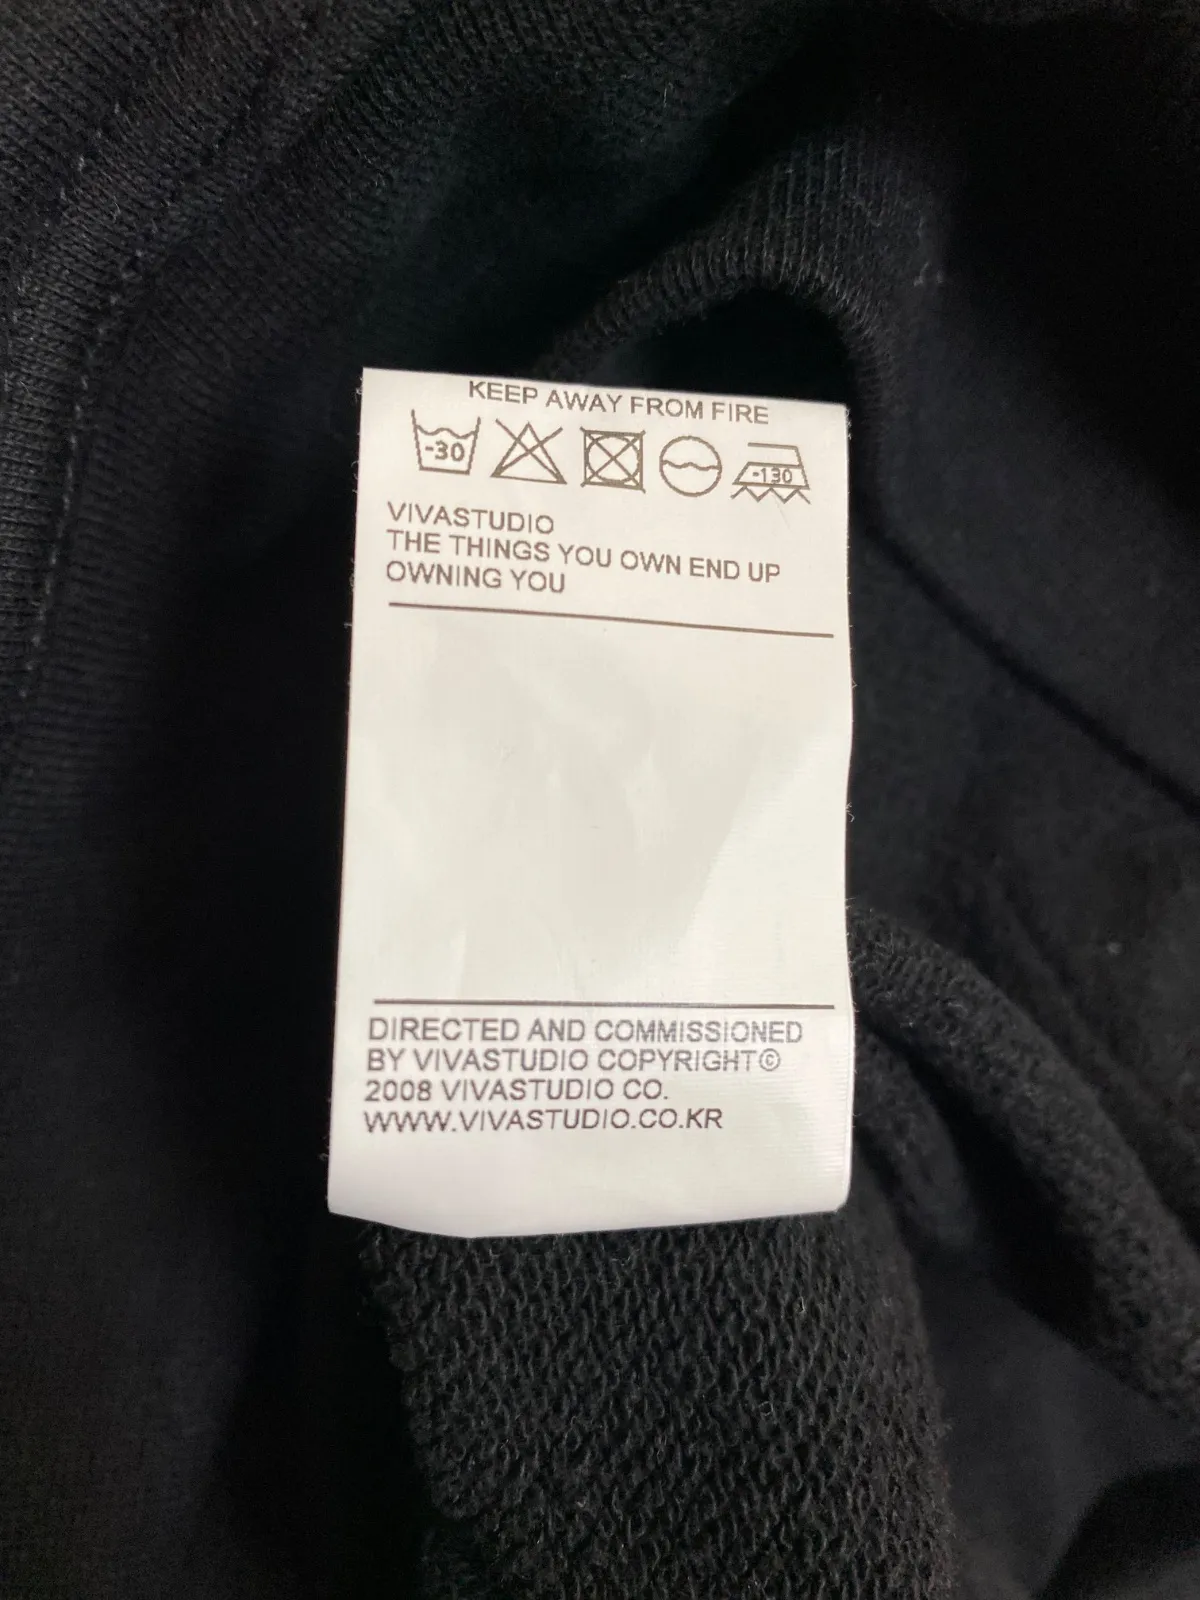 KEEP AWAY FROM FIRE
-30
-130
VIVASTUDIO
THE THINGS YOU OWN END UP
OWNING YOU
DIRECTED AND COMMISSIONED
BY VIVASTUDIO COPYRIGHT©
2008 VIVASTUDIO CO.
WWW.VIVASTUDIO.CO.KR